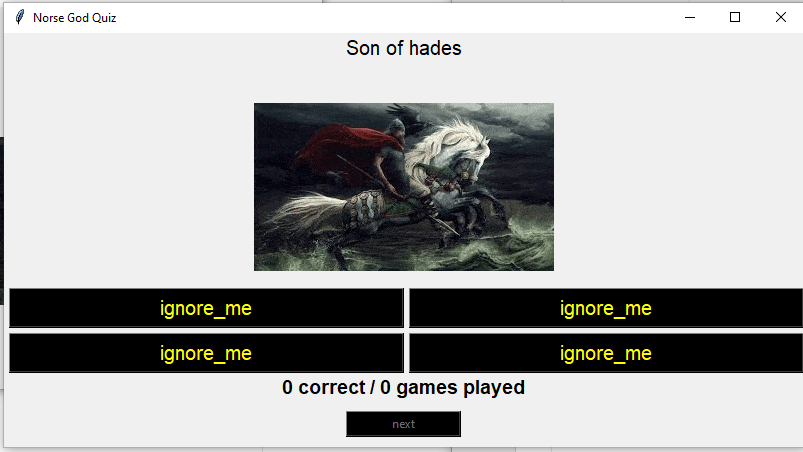 Norse God Quiz
Son of hades
ignore_me ignore_me
ignore_me ignore_me
0 correct / 0 games played
next